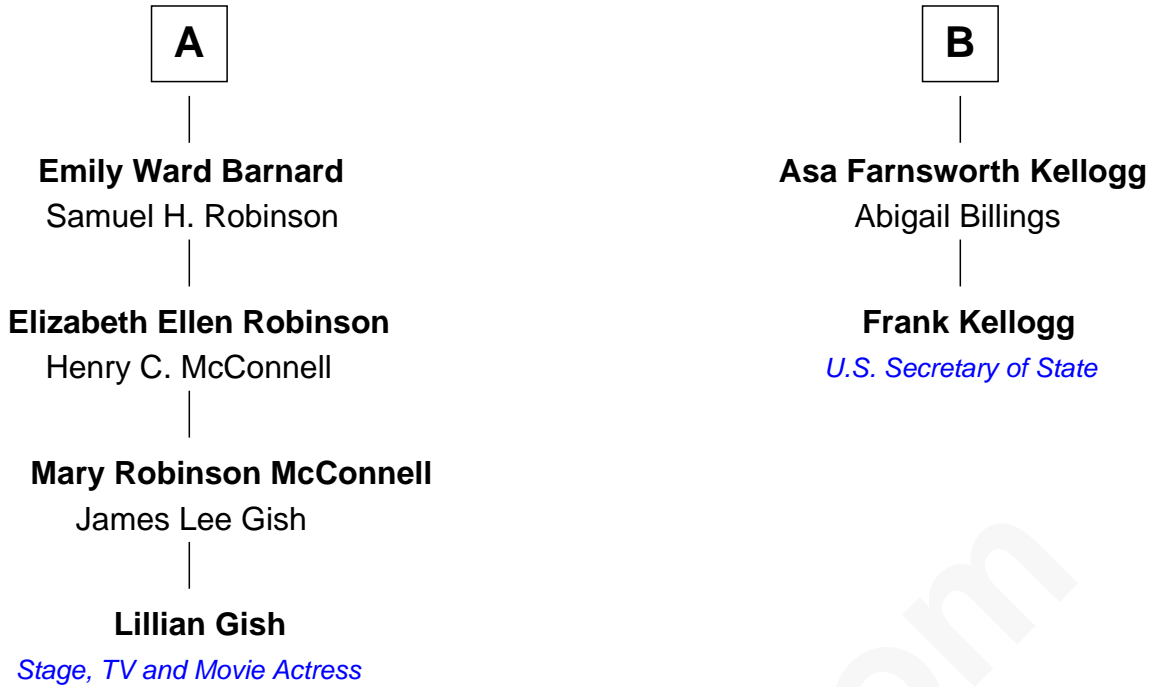 A
Emily Ward Barnard
Samuel H. Robinson
Elizabeth Ellen Robinson
Henry C. McConnell
Mary Robinson McConnell
James Lee Gish
Lillian Gish
Stage, TV and Movie Actress
B
Asa Farnsworth Kellogg
Abigail Billings
Frank Kellogg
U.S. Secretary of State
om